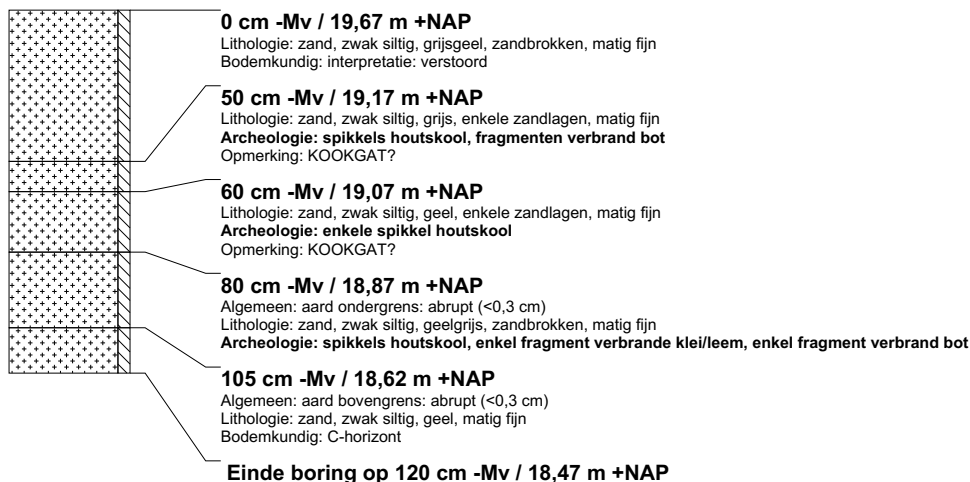 0 cm -Mv / 19,67 m +NAP
Lithologie: zand, zwak siltig, grijsgeel, zandbrokken, matig fijn
Bodemkundig: interpretatie: verstoord
50 cm -Mv / 19,17 m +NAP
Lithologie: zand, zwak siltig, grijs, enkele zandlagen, matig fijn
Archeologie: spikkels houtskool, fragmenten verbrand bot
Opmerking: KOOKGAT?
60 cm -Mv / 19,07 m +NAP
Lithologie: zand, zwak siltig, geel, enkele zandlagen, matig fijn
Archeologie: enkele spikkel houtskool
Opmerking: KOOKGAT?
80 cm -Mv / 18,87 m +NAP
Algemeen: aard ondergrens: abrupt (<0,3 cm)
Lithologie: zand, zwak siltig, geelgrijs, zandbrokken, matig fijn
Archeologie: spikkels houtskool, enkel fragment verbrande klei/leem, enkel fragment verbrand bot
105 cm -Mv / 18,62 m +NAP
Algemeen: aard bovengrens: abrupt (<0,3 cm)
Lithologie: zand, zwak siltig, geel, matig fijn
Bodemkundig: C-horizont
Einde boring op 120 cm -Mv / 18,47 m +NAP